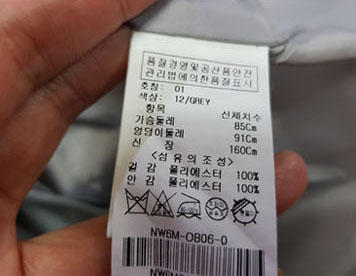 품질경영및공산품안전
관리법에의한품질표시
호칭: 01
색상: 12/GREY
항목 신체치수
가슴둘레 85Cm
엉덩이둘레 91Cm
신 장 160Cm
<섬유의 조성>
겉 감 폴리에스터 100%
안 감 폴리에스터 100%
NW6M-0806-0